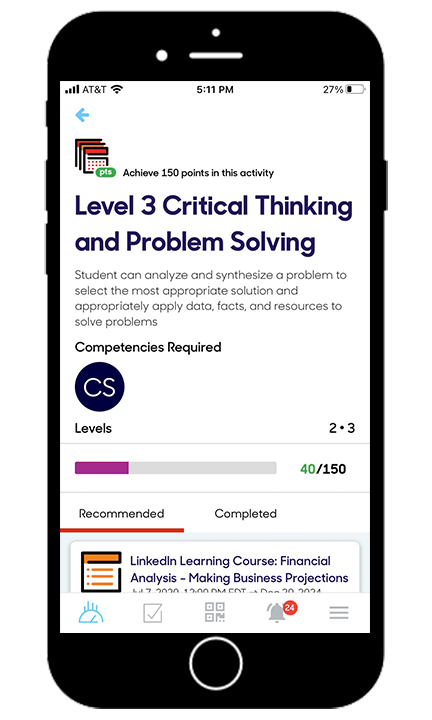 AT&T 5:11 PM 27%
pts Achieve 150 points in this activity
Level 3 Critical Thinking
and Problem Solving
Student can analyze and synthesize a problem to
select the most appropriate solution and
appropriately apply data, facts, and resources to
solve problems
Competencies Required
CS
Levels 2 • 3
40/150
Recommended Completed
LinkedIn Learning Course: Financial
Analysis - Making Business Projections
Jul 7, 2020, 12:00 PM EDT → Dec 29, 2024
24